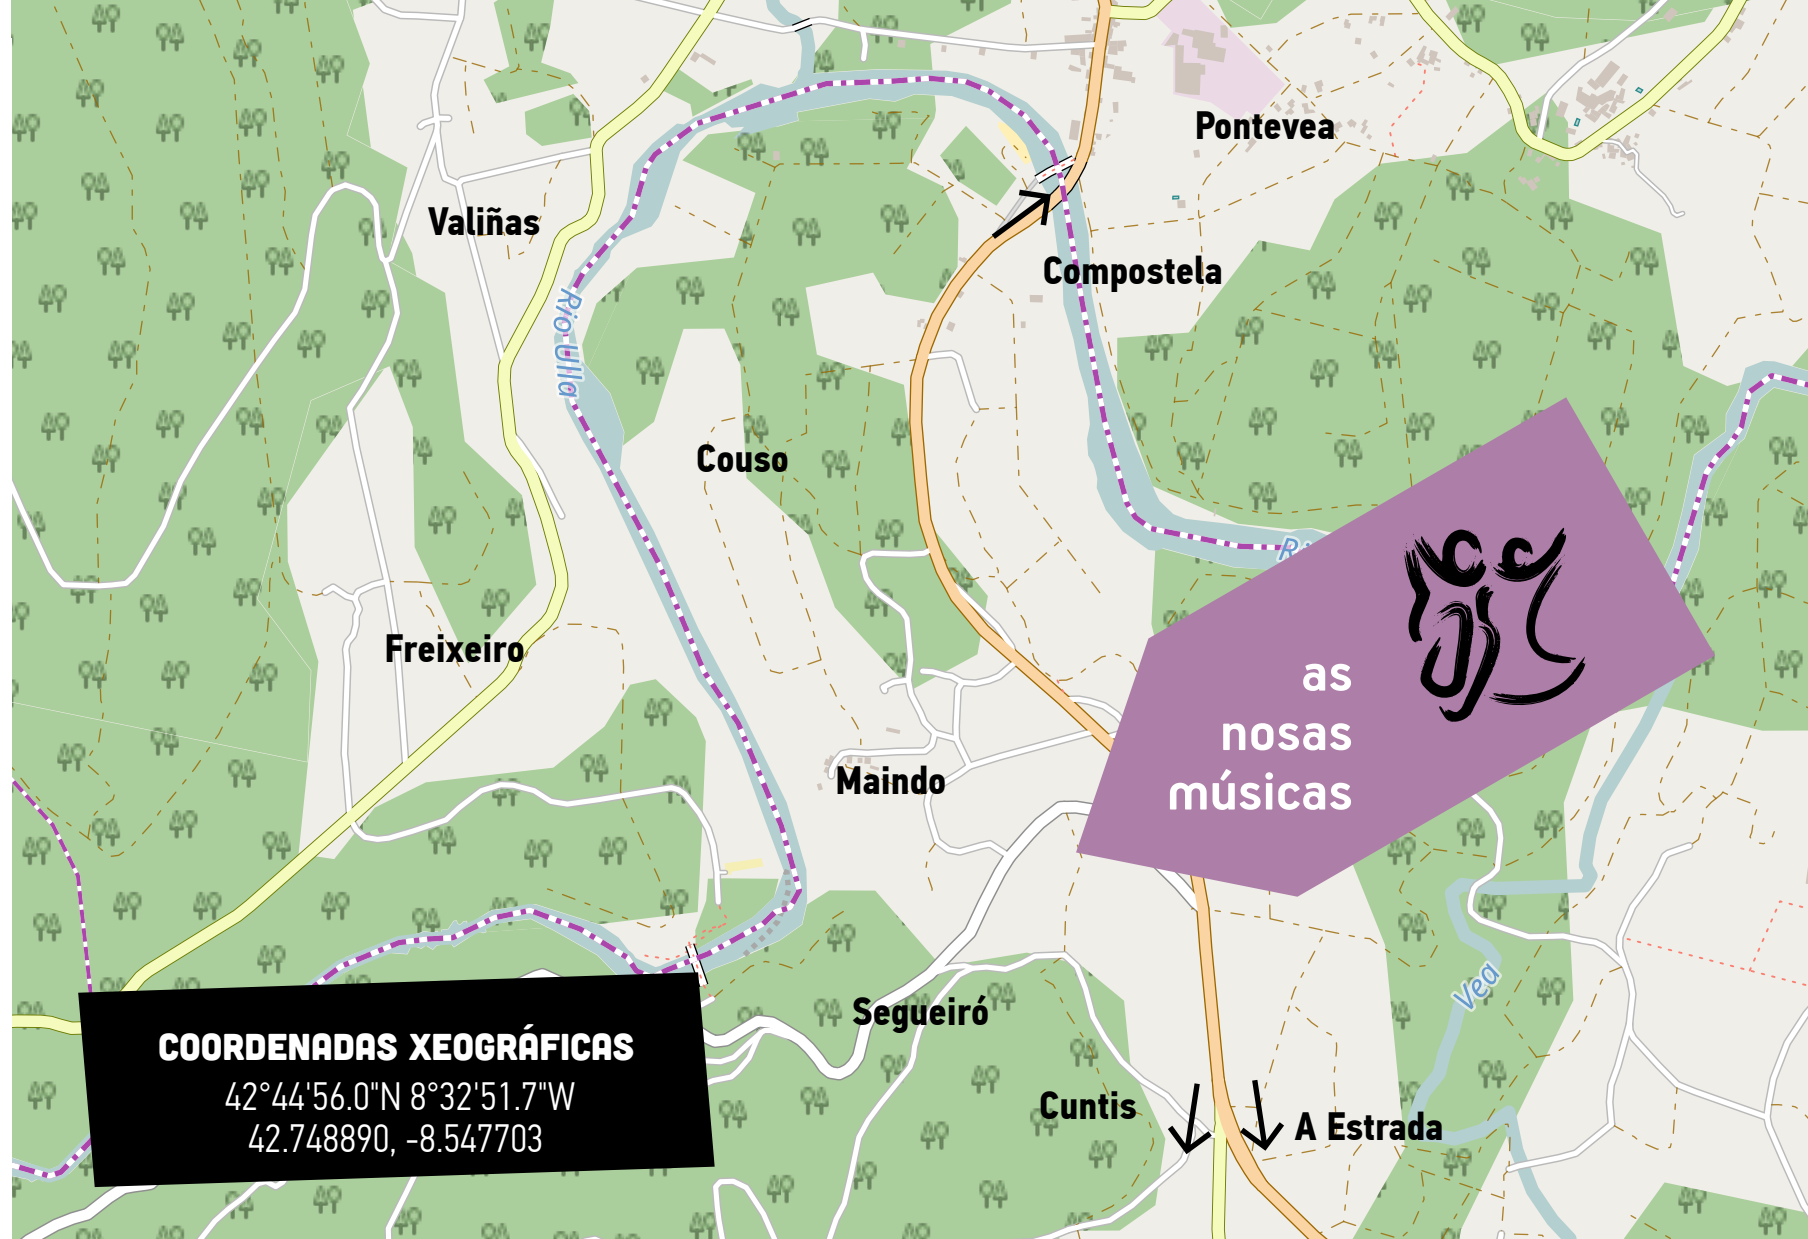 Pontevea
Valiñas
Compostela
Rio Ulla
Couso
Freixeiro
as
nosas
músicas
Maindo
Segueiró
Vea
COORDENADAS XEOGRÁFICAS
42°44'56.0"N 8°32'51.7"W
42.748890, -8.547703
Cuntis
A Estrada